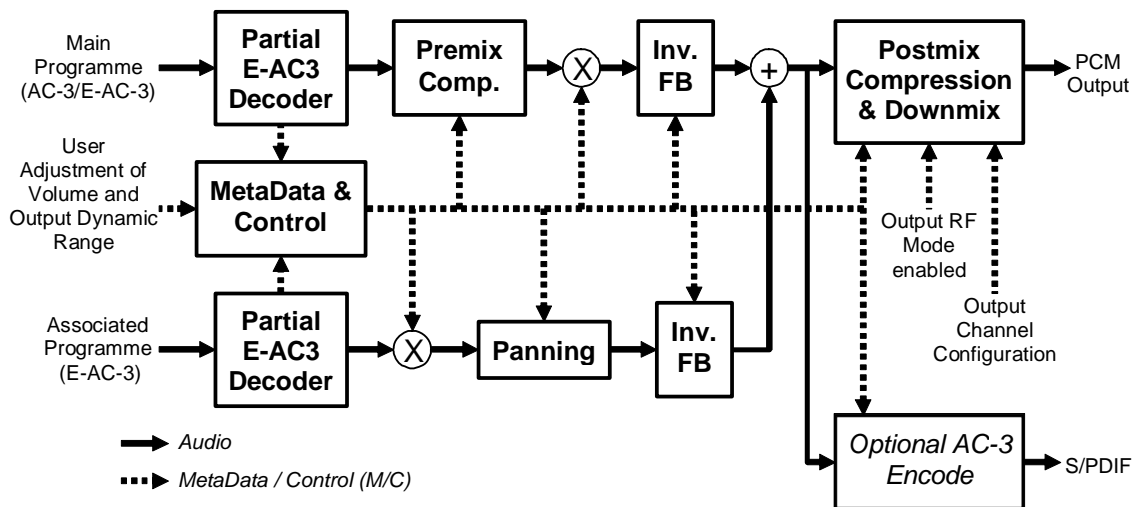 Main
Programme
(AC-3/E-AC-3)
Partial
E-AC3
Decoder
Premix
Comp.
X
Inv.
FB
+
Postmix
Compression
& Downmix
PCM
Output
User
Adjustment of
Volume and
Output Dynamic
Range
MetaData &
Control
Output RF
Mode
enabled
Output
Channel
Configuration
Associated
Programme
(E-AC-3)
Partial
E-AC3
Decoder
X
Panning
Inv.
FB
Audio
MetaData / Control (M/C)
Optional AC-3
Encode
S/PDIF